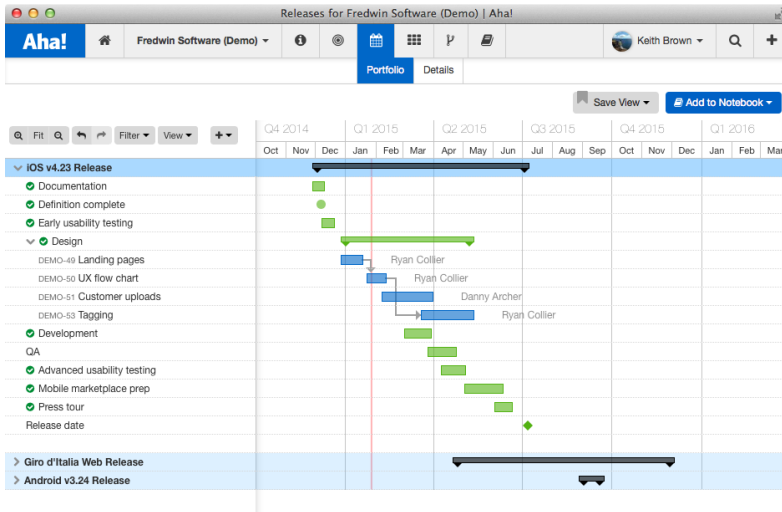 Releases for Fredwin Software (Demo) | Aha!
Aha! Fredwin Software (Demo) Keith Brown
Portfolio Details
Save View Add to Notebook
Q4 2014 Q1 2015 Q2 2015 Q3 2015 Q4 2015 Q1 2016
Fit Filter View
Oct Nov Dec Jan Feb Mar Apr May Jun Jul Aug Sep Oct Nov Dec Jan Feb Mar
iOS v4.23 Release
Documentation
Definition complete
Early usability testing
Design
DEMO-49 Landing pages Ryan Collier
DEMO-50 UX flow chart Ryan Collier
DEMO-51 Customer uploads Danny Archer
DEMO-53 Tagging Ryan Collier
Development
QA
Advanced usability testing
Mobile marketplace prep
Press tour
Release date
Giro d'Italia Web Release
Android v3.24 Release